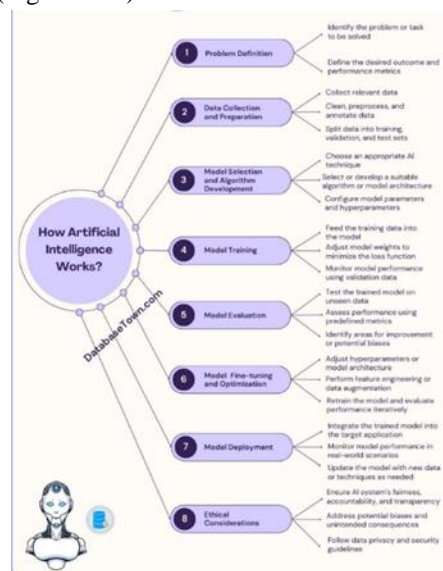 How Artificial
Intelligence
Works?
DatabaseTown.com
1
Problem Definition
Identify the problem or task
to be solved
Define the desired outcome and
performance metrics
2
Data Collection
and Preparation
Collect relevant data
Clean, preprocess, and
annotate data
Split data into training,
validation, and test sets
3
Model Selection
and Algorithm
Development
Choose an appropriate AI
technique
Select or develop a suitable
algorithm or model architecture
Configure model parameters
and hyperparameters
4
Model Training
Feed the training data into
the model
Adjust model weights to
minimize the loss function
Monitor model performance
using validation data
5
Model Evaluation
Test the trained model on
unseen data
Assess performance using
predefined metrics
Identify areas for improvement
or potential biases
6
Model Fine-tuning
and Optimization
Adjust hyperparameters or
model architecture
Perform feature engineering or
data augmentation
Retrain the model and evaluate
performance iteratively
7
Model Deployment
Integrate the trained model into
the target application
Monitor model performance in
real-world scenarios
Update the model with new data
or techniques as needed
8
Ethical
Considerations
Ensure AI system's fairness,
accountability, and transparency
Address potential biases and
unintended consequences
Follow data privacy and security
guidelines